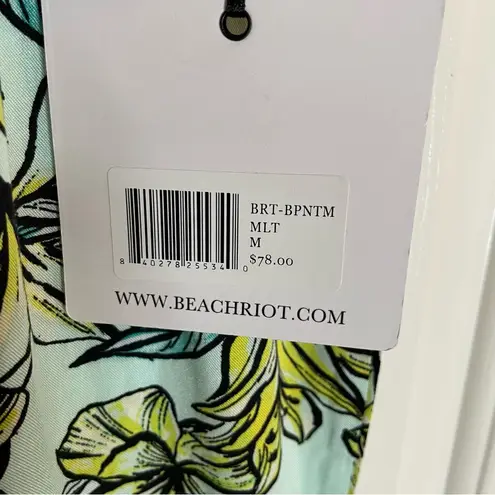 BRT-BPNTM
MLT
M
$78.00
8 40278 25534 0
WWW.BEACHRIOT.COM